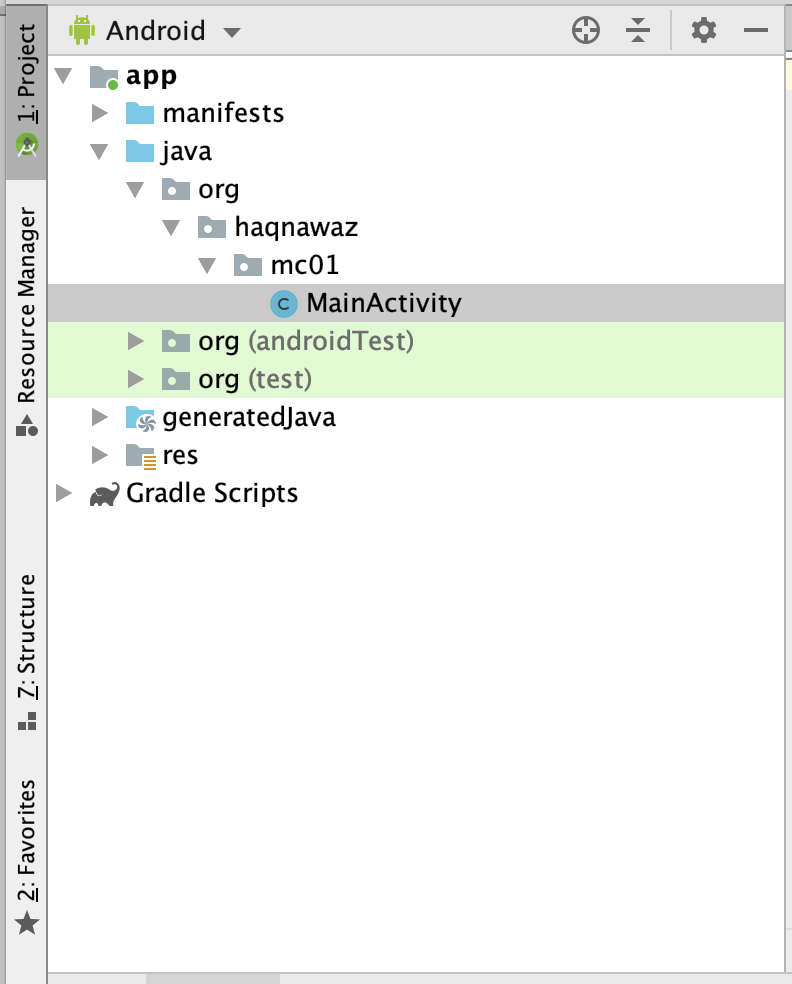 Android
app
manifests
java
org
haqnawaz
mc01
C MainActivity
org (androidTest)
org (test)
generatedJava
res
Gradle Scripts
1: Project
Resource Manager
7: Structure
2: Favorites